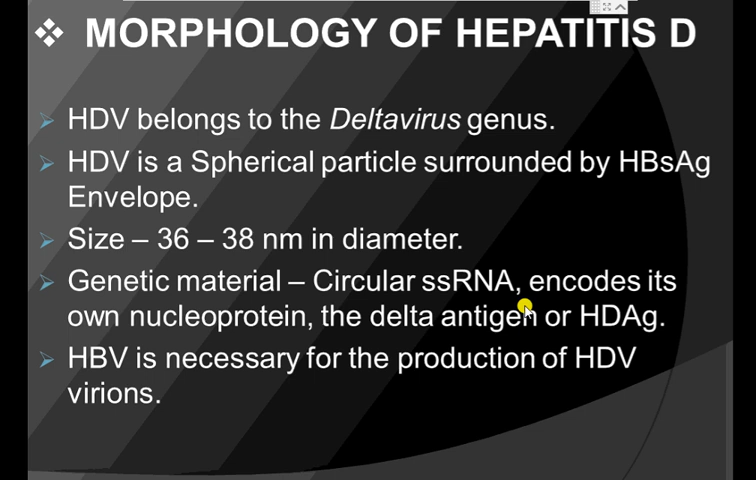 ❖ MORPHOLOGY OF HEPATITIS D
➢ HDV belongs to the Deltavirus genus.
➢ HDV is a Spherical particle surrounded by HBsAg
Envelope.
➢ Size – 36 – 38 nm in diameter.
➢ Genetic material – Circular ssRNA, encodes its
own nucleoprotein, the delta antigen or HDAg.
➢ HBV is necessary for the production of HDV
virions.